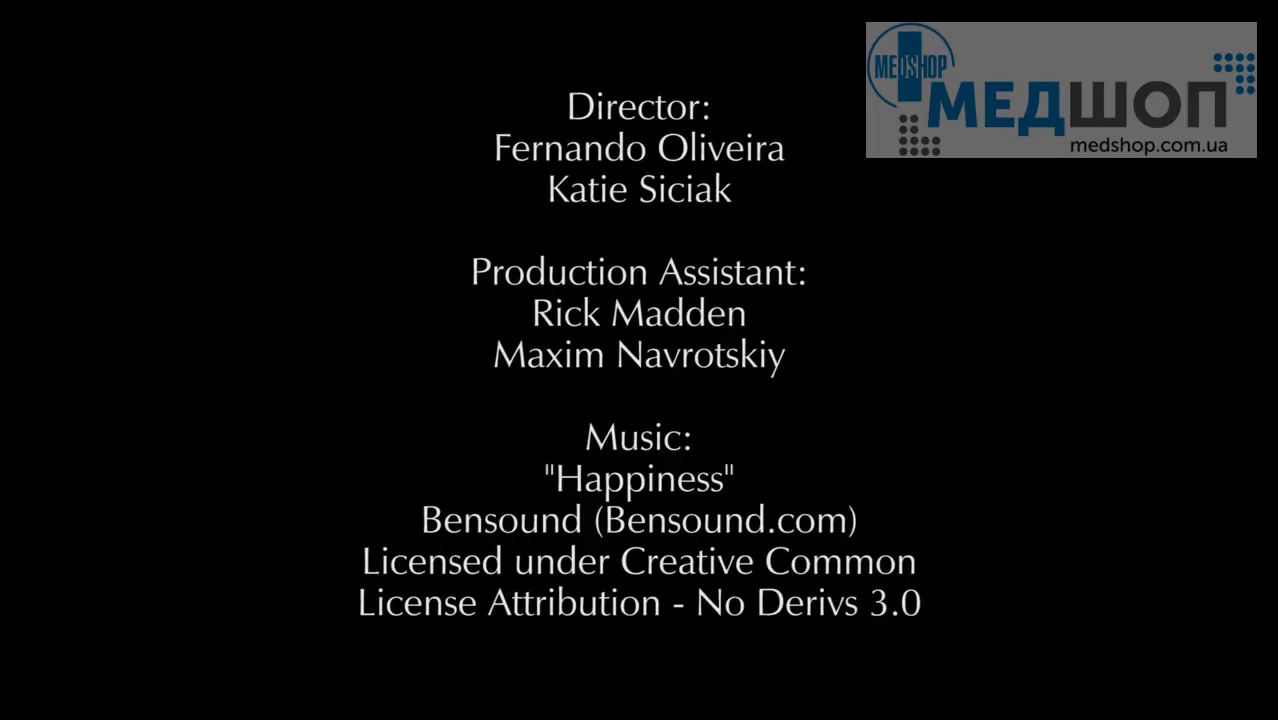 MEDSHOP
МЕДШОП
medshop.com.ua
Director:
Fernando Oliveira
Katie Siciak
Production Assistant:
Rick Madden
Maxim Navrotskiy
Music:
"Happiness"
Bensound (Bensound.com)
Licensed under Creative Common
License Attribution - No Derivs 3.0